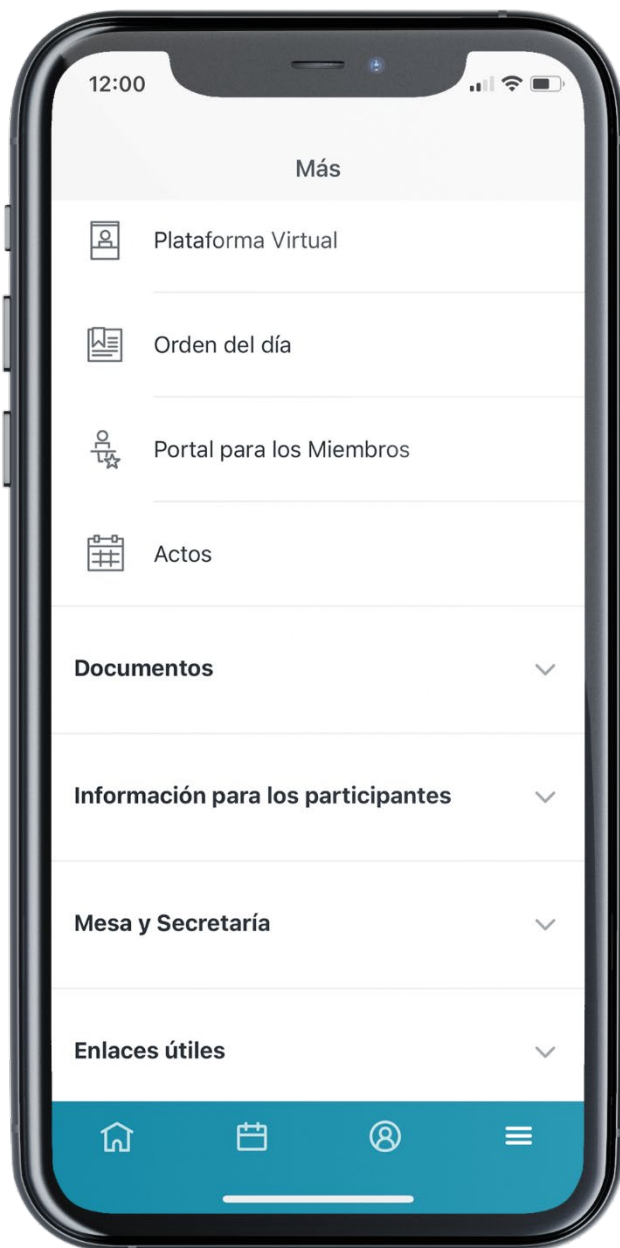 12:00
Más
Plataforma Virtual
Orden del día
Portal para los Miembros
Actos
Documentos
Información para los participantes
Mesa y Secretaría
Enlaces útiles